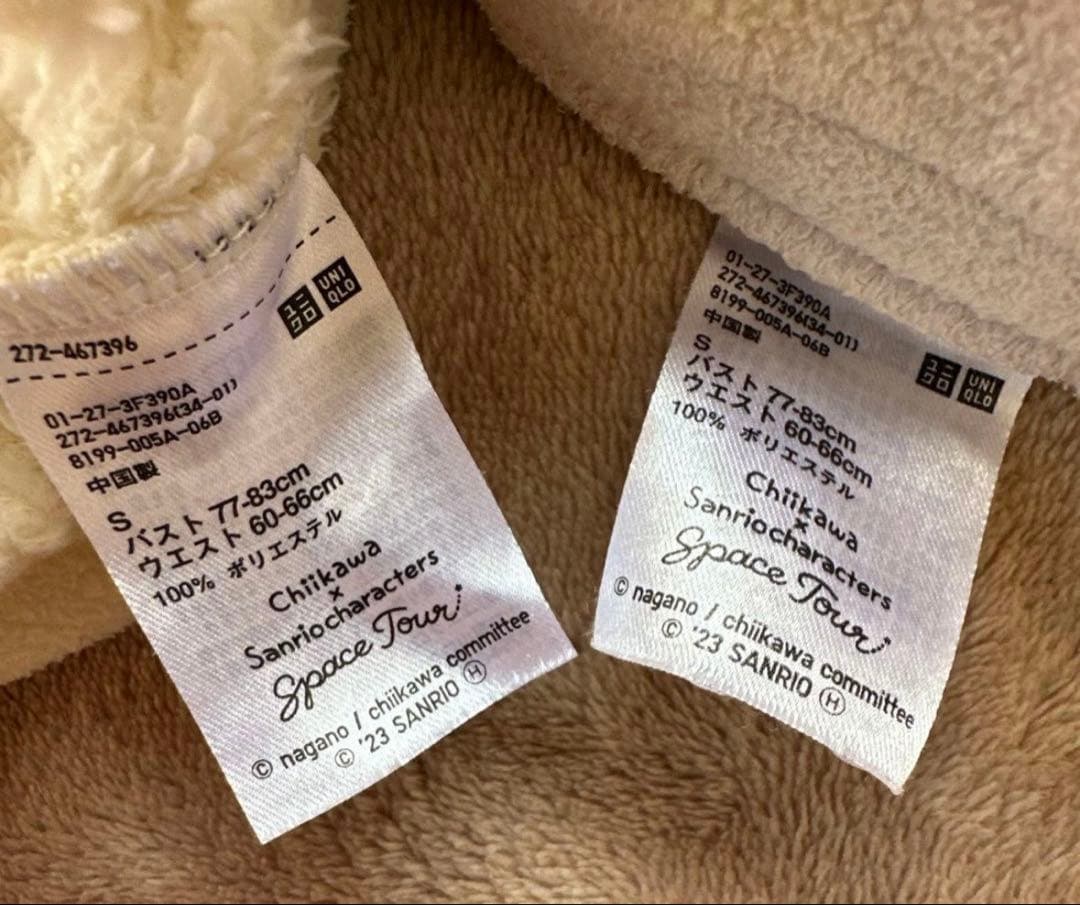 ユニ
クロ
UNI
QLO
272-467396
01-27-3F390A
272-467396(34-01)
8199-005A-06B
中国製
S
バスト 77-83cm
ウエスト 60-66cm
100% ポリエステル
Chiikawa
×
Sanriocharacters
Space Tour
© nagano / chiikawa committee
© '23 SANRIO Ⓗ
01-27-3F390A
272-467396(34-01)
8199-005A-06B
中国製
ユニ
クロ
UNI
QLO
S
バスト 77-83cm
ウエスト 60-66cm
100% ポリエステル
Chiikawa
×
Sanriocharacters
Space Tour
© nagano / chiikawa committee
© '23 SANRIO Ⓗ